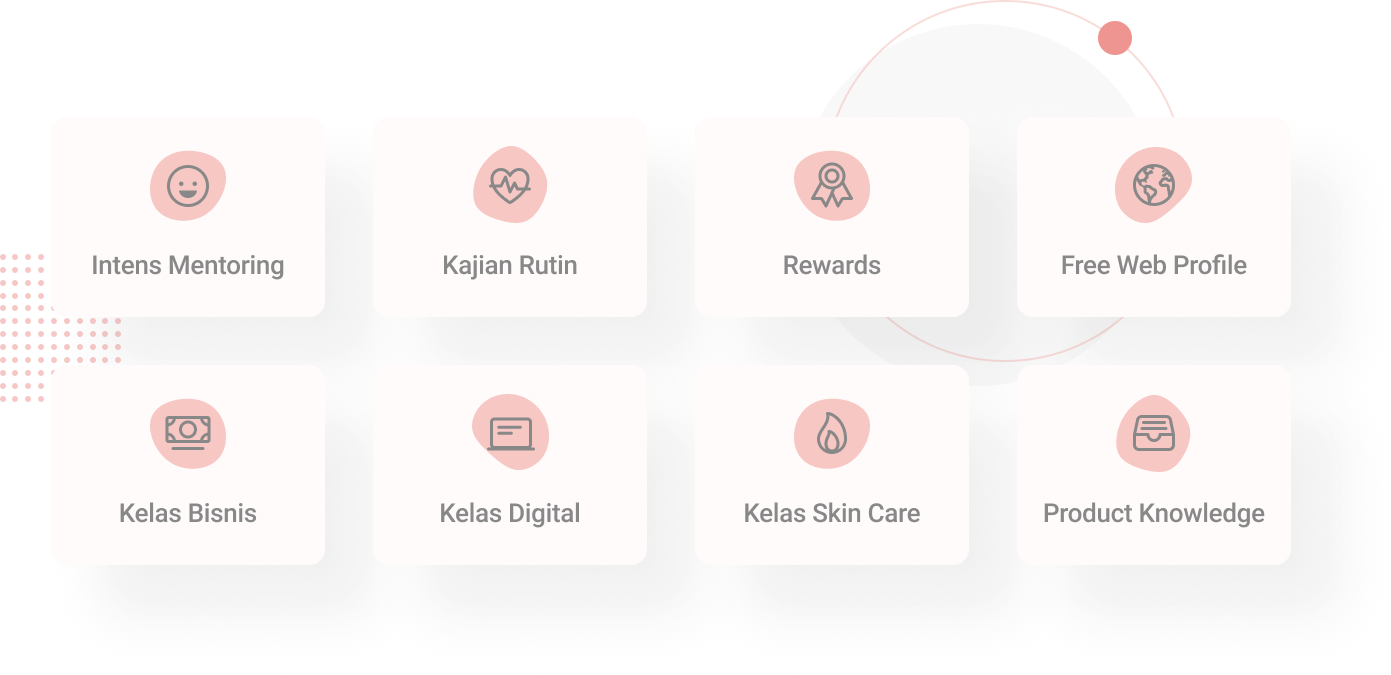 Intens Mentoring
Kajian Rutin
Rewards
Free Web Profile
Kelas Bisnis
Kelas Digital
Kelas Skin Care
Product Knowledge